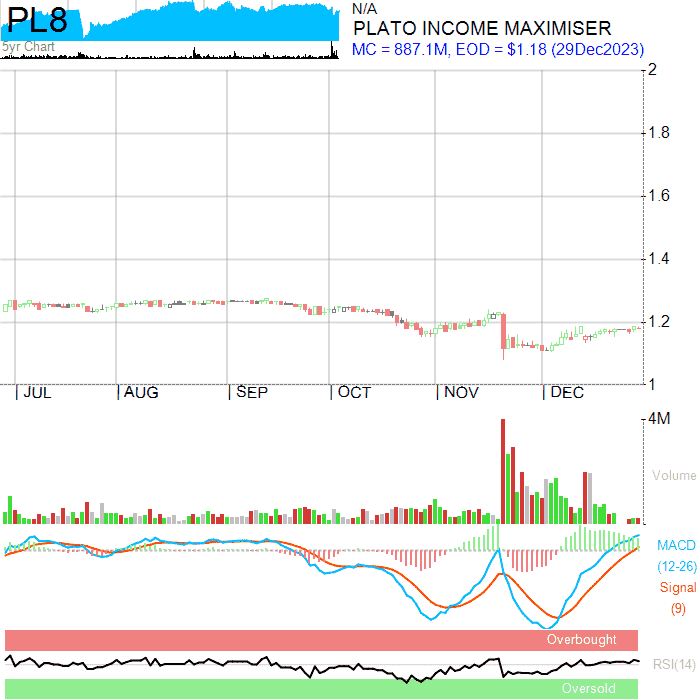 PL8
5yr Chart
N/A
PLATO INCOME MAXIMISER
MC = 887.1M, EOD = $1.18 (29Dec2023)
2
1.8
1.6
1.4
1.2
1
JUL AUG SEP OCT NOV DEC
4M
Volume
MACD
(12-26)
Signal
(9)
Overbought
RSI(14)
Oversold